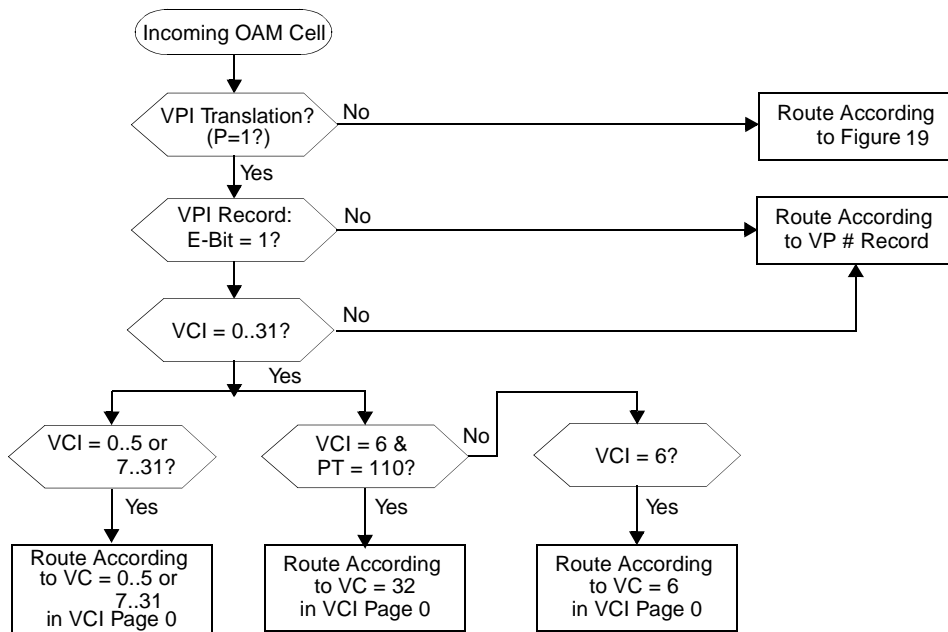 Incoming OAM Cell
VPI Translation?
(P=1?)
No
Route According
to Figure 19
Yes
VPI Record:
E-Bit = 1?
No
Route According
to VP # Record
VCI = 0..31?
No
Yes
VCI = 0..5 or
7..31?
VCI = 6 &
PT = 110?
No
VCI = 6?
Yes
Yes
Yes
Route According
to VC = 0..5 or
7..31
in VCI Page 0
Route According
to VC = 32
in VCI Page 0
Route According
to VC = 6
in VCI Page 0